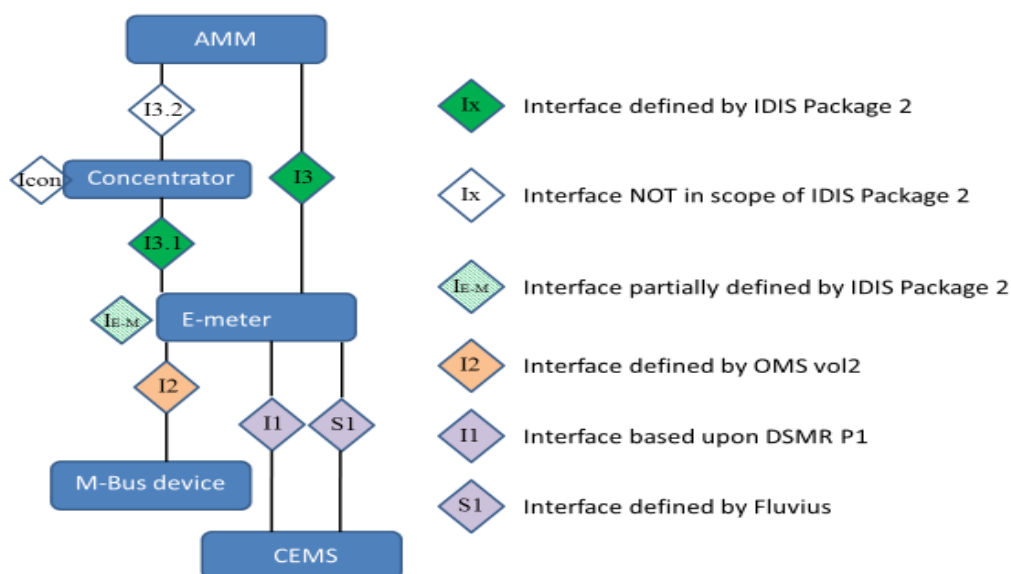 AMM
I3.2
Icon
Concentrator
I3
I3.1
IE-M
E-meter
I2
I1
S1
M-Bus device
CEMS
Ix Interface defined by IDIS Package 2
Ix Interface NOT in scope of IDIS Package 2
IE-M Interface partially defined by IDIS Package 2
I2 Interface defined by OMS vol2
I1 Interface based upon DSMR P1
S1 Interface defined by Fluvius